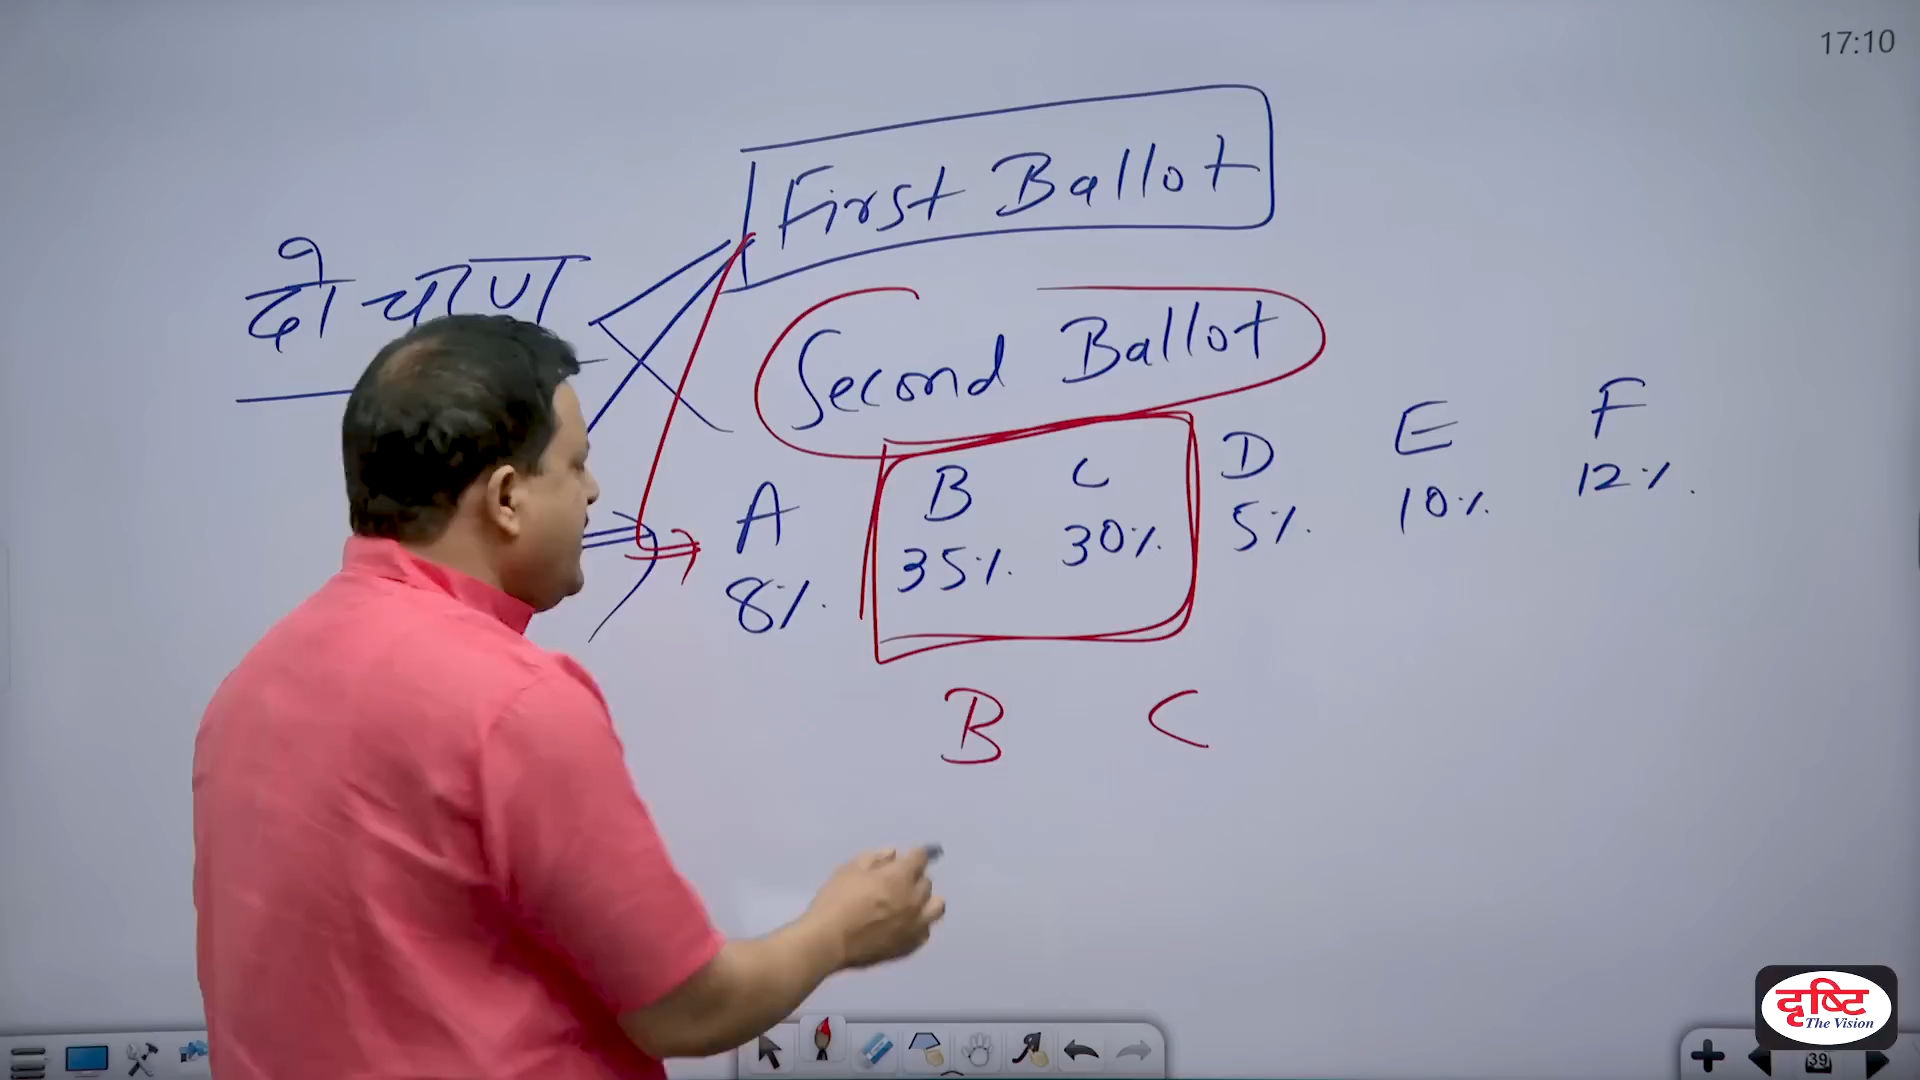 17:10
First Ballot
दो चरण
Second Ballot
A B C D E F
8% 35% 30% 5% 10% 12%
B C
39
दृष्टि
The Vision